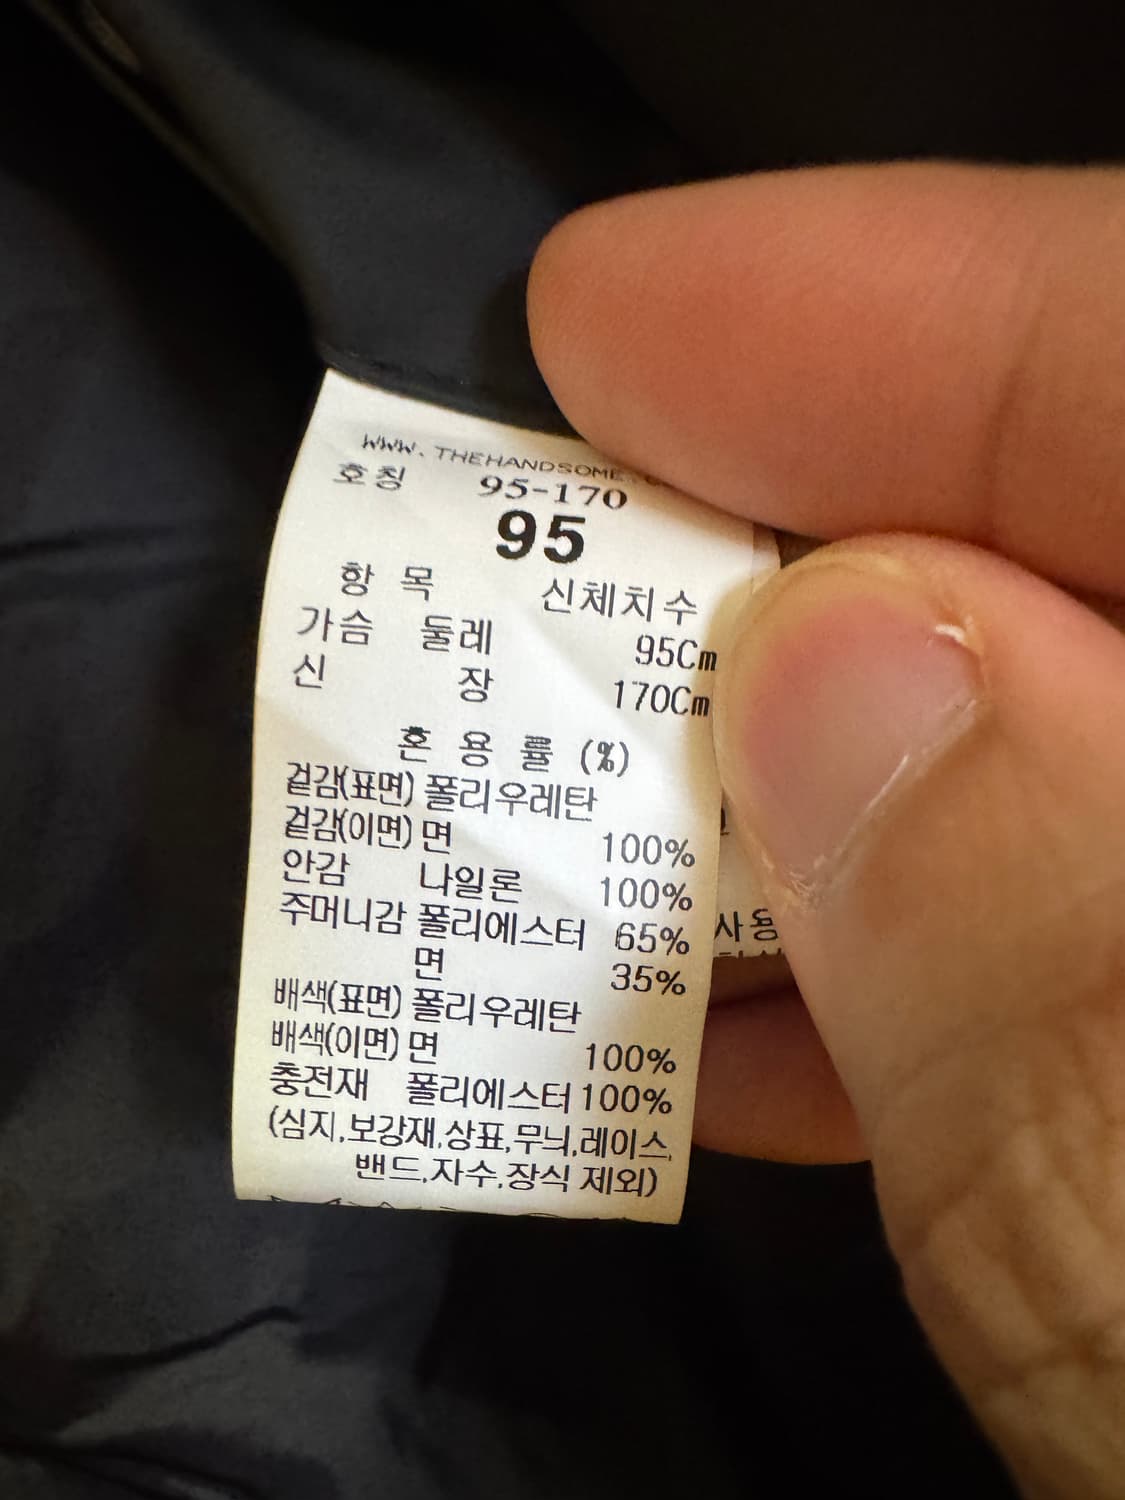 WWW. THEHANDSOME.
호칭 95-170
95
항 목 신체치수
가슴 둘레 95Cm
신 장 170Cm
혼 용 률 (%)
겉감(표면) 폴리우레탄
겉감(이면) 면 100%
안감 나일론 100%
주머니감 폴리에스터 65%
면 35%
배색(표면) 폴리우레탄
배색(이면) 면 100%
충전재 폴리에스터 100%
(심지,보강재,상표,무늬,레이스,
밴드,자수,장식 제외)
사용